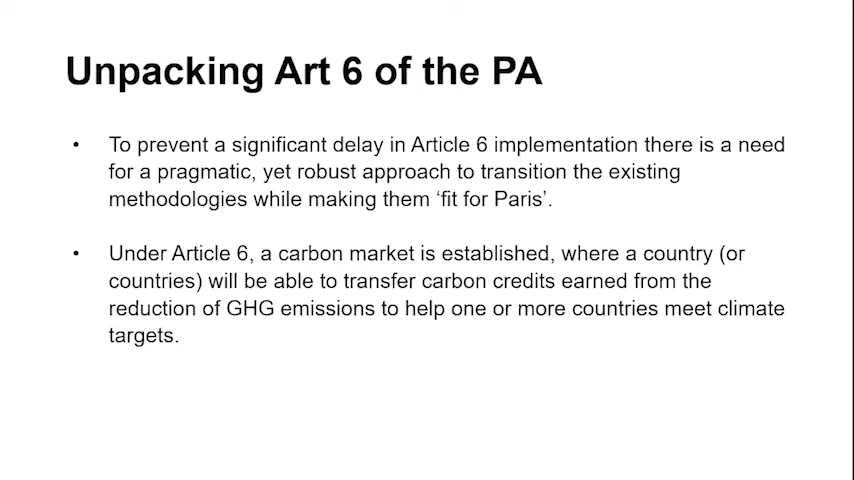 Unpacking Art 6 of the PA
• To prevent a significant delay in Article 6 implementation there is a need
for a pragmatic, yet robust approach to transition the existing
methodologies while making them ‘fit for Paris’.
• Under Article 6, a carbon market is established, where a country (or
countries) will be able to transfer carbon credits earned from the
reduction of GHG emissions to help one or more countries meet climate
targets.